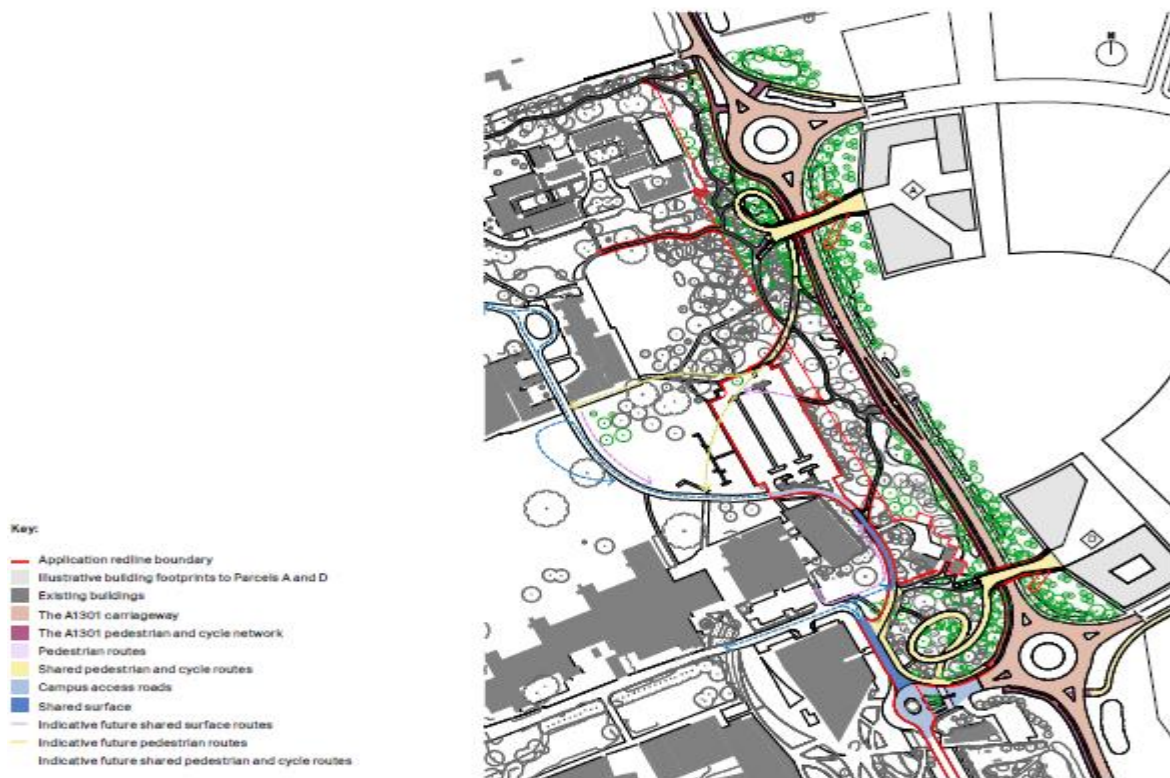 Key:
Application redline boundary
Illustrative building footprints to Parcels A and D
Existing buildings
The A1301 carriageway
The A1301 pedestrian and cycle network
Pedestrian routes
Shared pedestrian and cycle routes
Campus access roads
Shared surface
Indicative future shared surface routes
Indicative future pedestrian routes
Indicative future shared pedestrian and cycle routes
N
A
D